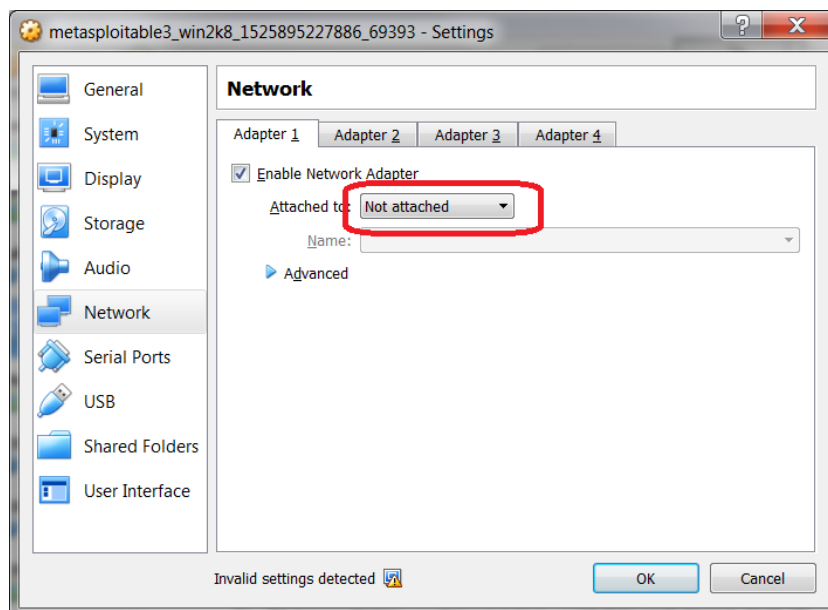 metasploitable3_win2k8_1525895227886_69393 - Settings
General
System
Display
Storage
Audio
Network
Serial Ports
USB
Shared Folders
User Interface
Network
Adapter 1 Adapter 2 Adapter 3 Adapter 4
Enable Network Adapter
Attached to: Not attached
Name:
Advanced
Invalid settings detected
OK Cancel